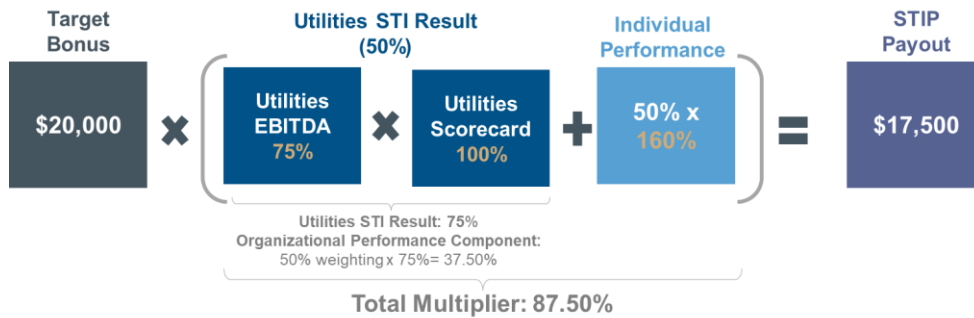 Target
Bonus
Utilities STI Result
(50%)
Individual
Performance
STIP
Payout
$20,000
×
(
Utilities
EBITDA
75%
×
Utilities
Scorecard
100%
+
50% x
160%
)
=
$17,500
Utilities STI Result: 75%
Organizational Performance Component:
50% weighting x 75%= 37.50%
Total Multiplier: 87.50%